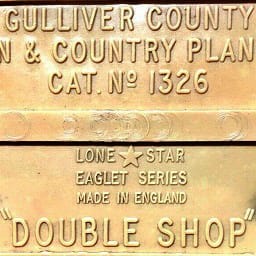 GULLIVER COUNTY
N & COUNTRY PLAN
CAT. Nº 1326
LONE ★ STAR
EAGLET SERIES
MADE IN ENGLAND
"DOUBLE SHOP"